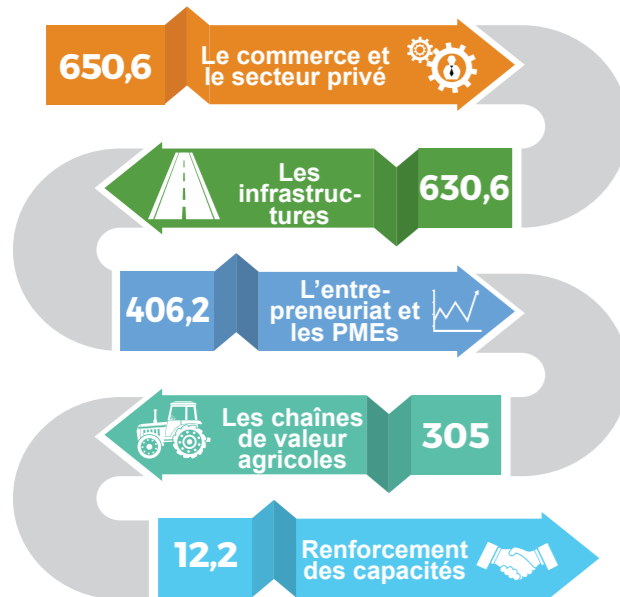 650,6
Le commerce et
le secteur privé
Les
infrastruc-
tures
630,6
406,2
L'entre-
preneuriat et
les PMEs
Les chaînes
de valeur
agricoles
305
12,2
Renforcement
des capacités